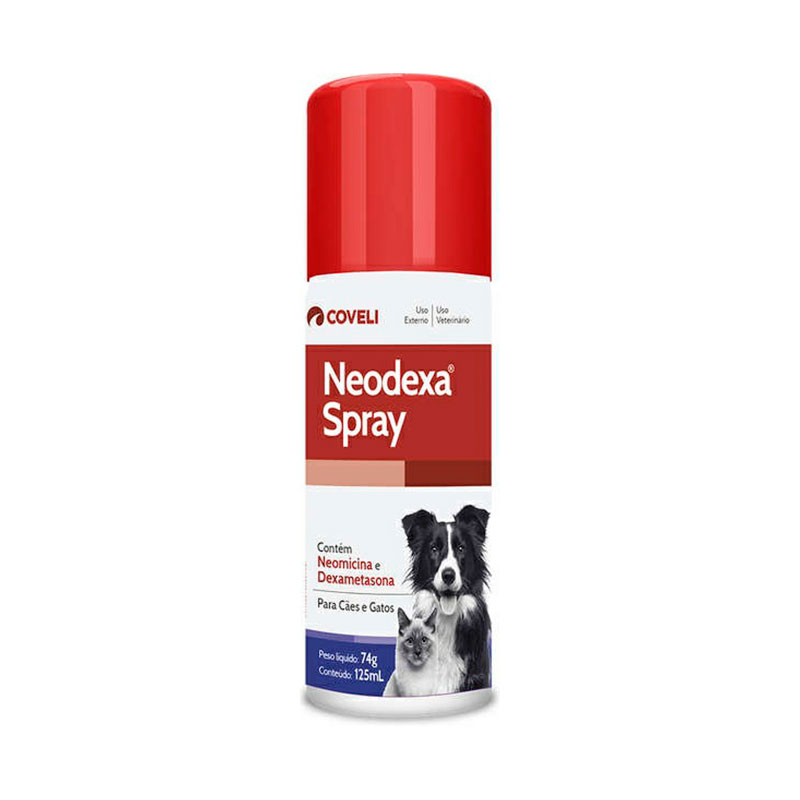 COVELI
Uso Externo | Uso Veterinário
Neodexa®
Spray
Contém
Neomicina e
Dexametasona
Para Cães e Gatos
Peso líquido: 74g
Conteúdo: 125mL